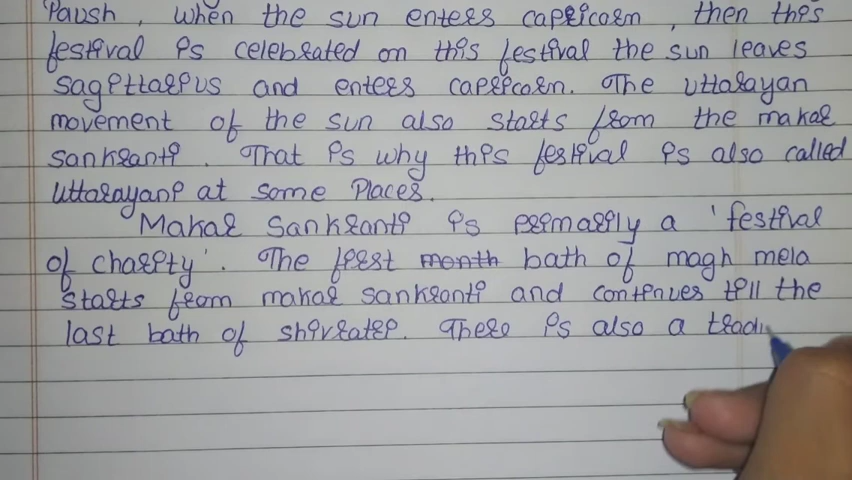 Paush, when the sun enters capricorn, then this
festival is celebrated on this festival the sun leaves
sagittarius and enters capricorn. The uttarayan
movement of the sun also starts from the makar
sankranti. That is why this festival is also called
Uttarayani at some Places.
Makar Sankranti is primarily a 'festival
of charity'. The first month bath of magh mela
starts from makar sankranti and continues till the
last bath of shivratri. There is also a tradi